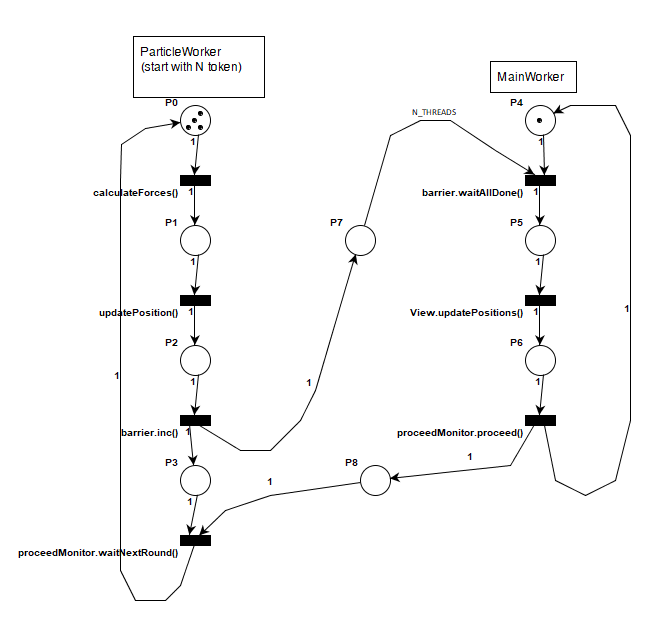 ParticleWorker
(start with N token)
MainWorker
P0
P4
N_THREADS
1
1
calculateForces()
1
barrier.waitAllDone()
1
P1
P7
P5
1
1
updatePosition()
1
View.updatePositions()
1
1
P2
P6
1
1
1
1
barrier.inc()
1
proceedMonitor.proceed()
P3
P8
1
1
1
proceedMonitor.waitNextRound()